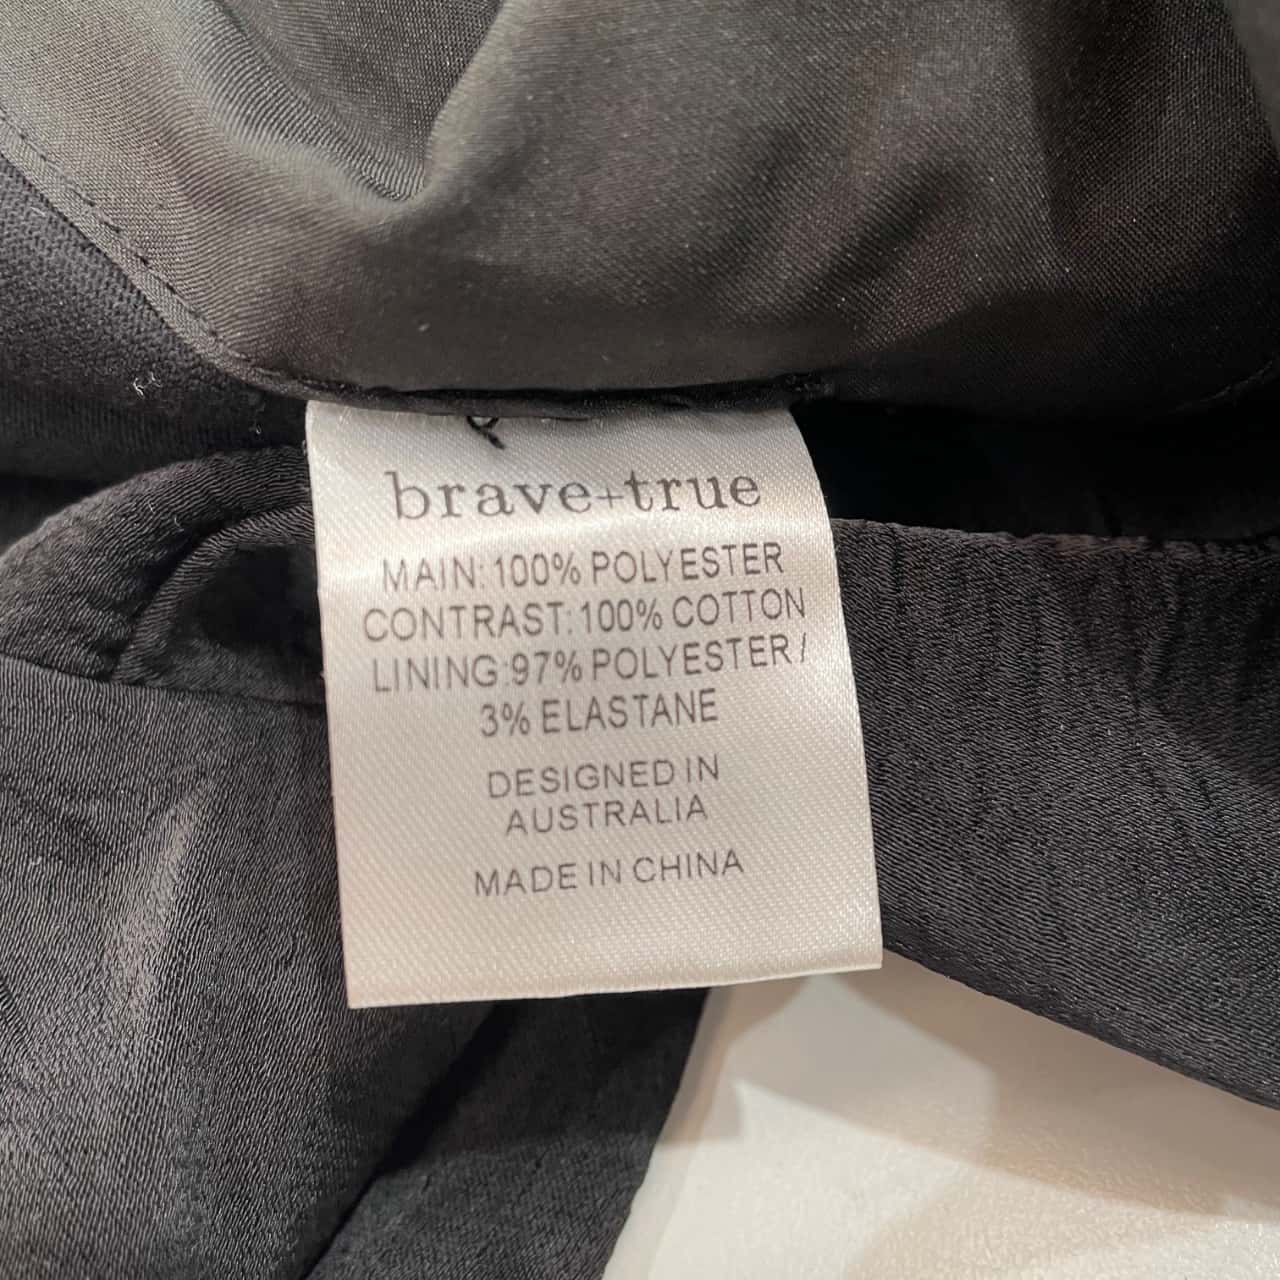 brave+true
MAIN: 100% POLYESTER
CONTRAST: 100% COTTON
LINING:97% POLYESTER /
3% ELASTANE
DESIGNED IN
AUSTRALIA
MADE IN CHINA